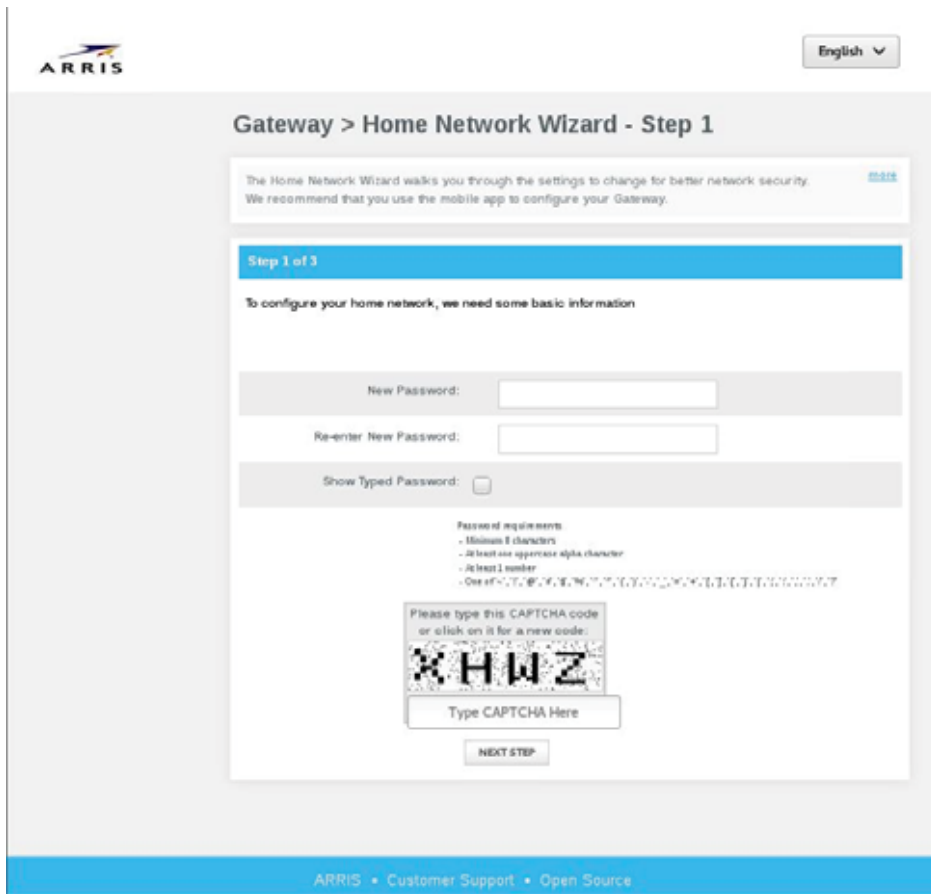 ARRIS
English
Gateway > Home Network Wizard - Step 1
The Home Network Wizard walks you through the settings to change for better network security.
more
We recommend that you use the mobile app to configure your Gateway.
Step 1 of 3
To configure your home network, we need some basic information
New Password:
Re-enter New Password:
Show Typed Password:
Password requirements
- Minimum 8 characters
- At least one uppercase alpha character
- At least 1 number
- One of
Please type this CAPTCHA code
or click on it for a new code:
XHWZ
Type CAPTCHA Here
NEXT STEP
ARRIS • Customer Support • Open Source